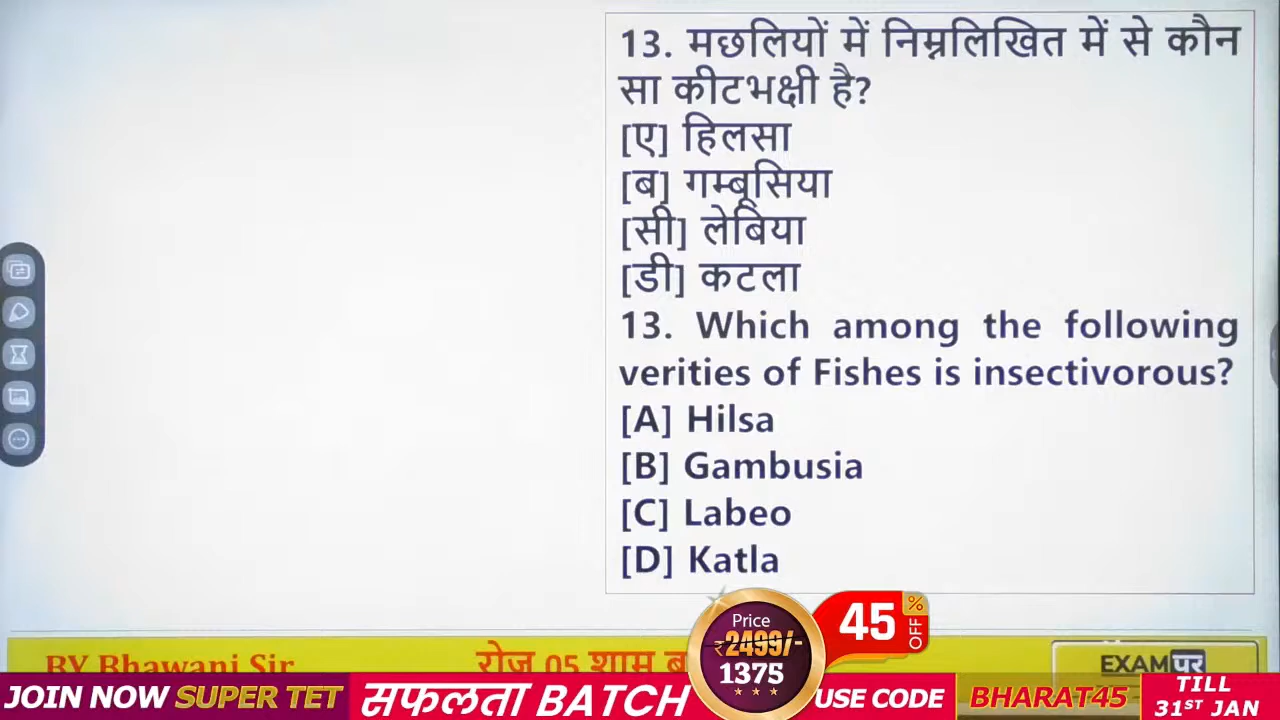 13. मछलियों में निम्नलिखित में से कौन
सा कीटभक्षी है?
[ए] हिलसा
[ब] गम्बूसिया
[सी] लेबिया
[डी] कटला
13. Which among the following
verities of Fishes is insectivorous?
[A] Hilsa
[B] Gambusia
[C] Labeo
[D] Katla
BY Bhawani Sir
रोज 05 शाम
Price
₹2499/-
1375
45% OFF
EXAMपुर
JOIN NOW SUPER TET सफलता BATCH
USE CODE BHARAT45
TILL
31ST JAN